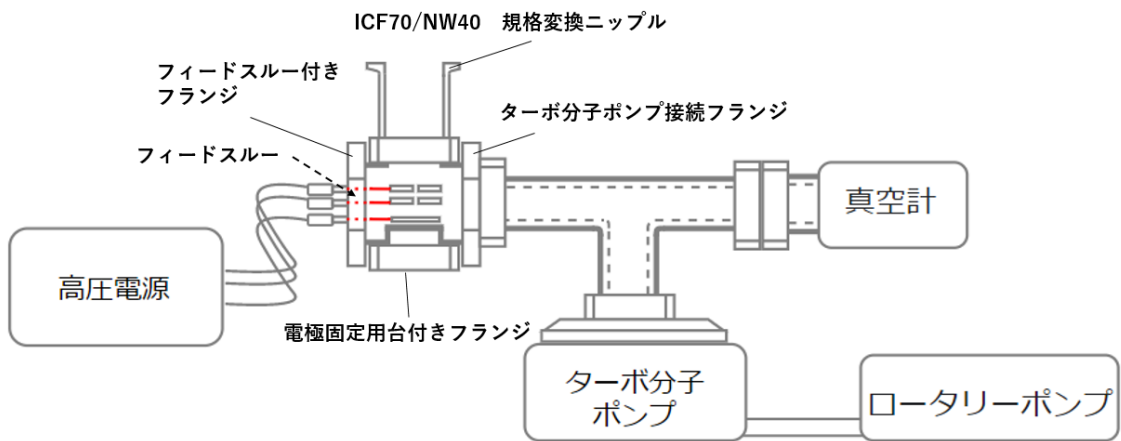 ICF70/NW40　規格変換ニップル
フィードスルー付き
フランジ
ターボ分子ポンプ接続フランジ
フィードスルー
真空計
高圧電源
電極固定用台付きフランジ
ターボ分子
ポンプ
ロータリーポンプ